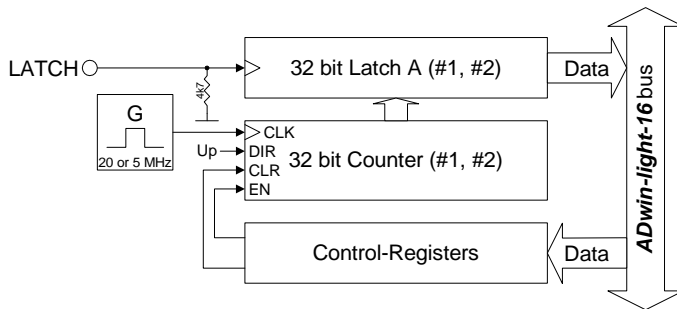 LATCH
4k7
32 bit Latch A (#1, #2)
Data
G
20 or 5 MHz
Up
CLK
DIR
CLR
EN
32 bit Counter (#1, #2)
Control-Registers
Data
ADwin-light-16 bus